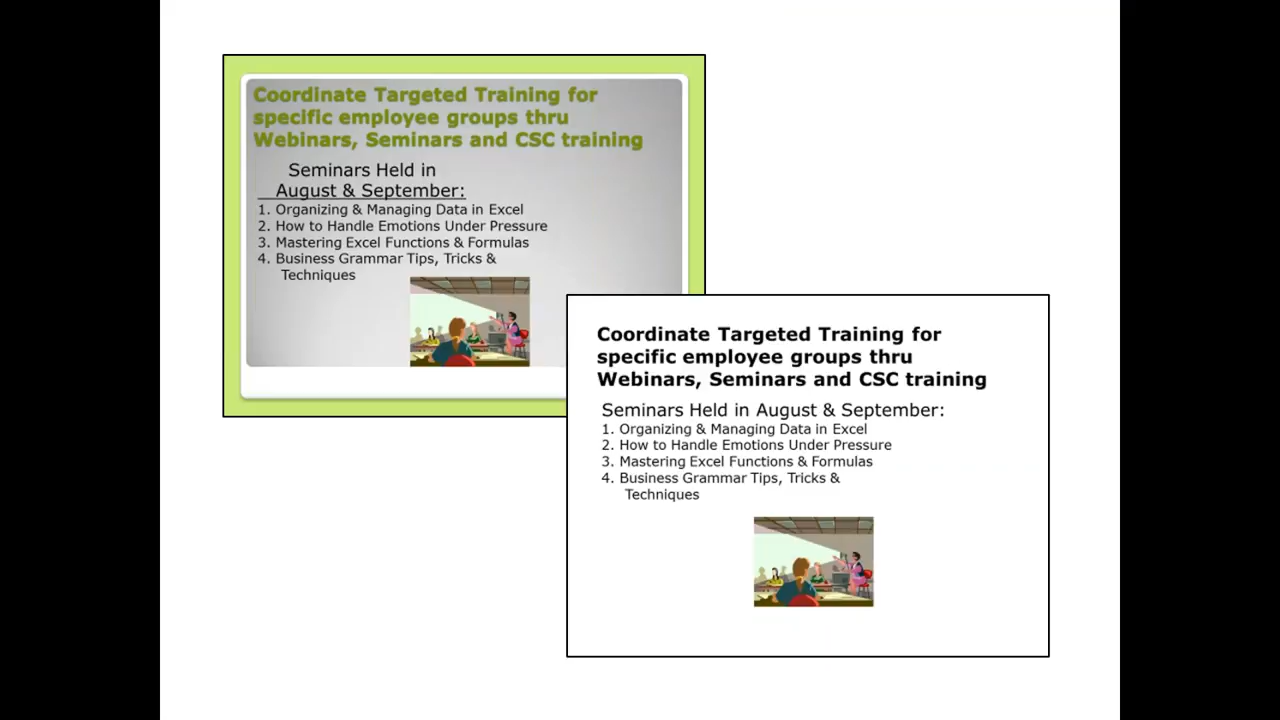 Coordinate Targeted Training for
specific employee groups thru
Webinars, Seminars and CSC training
Seminars Held in
August & September:
1. Organizing & Managing Data in Excel
2. How to Handle Emotions Under Pressure
3. Mastering Excel Functions & Formulas
4. Business Grammar Tips, Tricks &
Techniques
Coordinate Targeted Training for
specific employee groups thru
Webinars, Seminars and CSC training
Seminars Held in August & September:
1. Organizing & Managing Data in Excel
2. How to Handle Emotions Under Pressure
3. Mastering Excel Functions & Formulas
4. Business Grammar Tips, Tricks &
Techniques